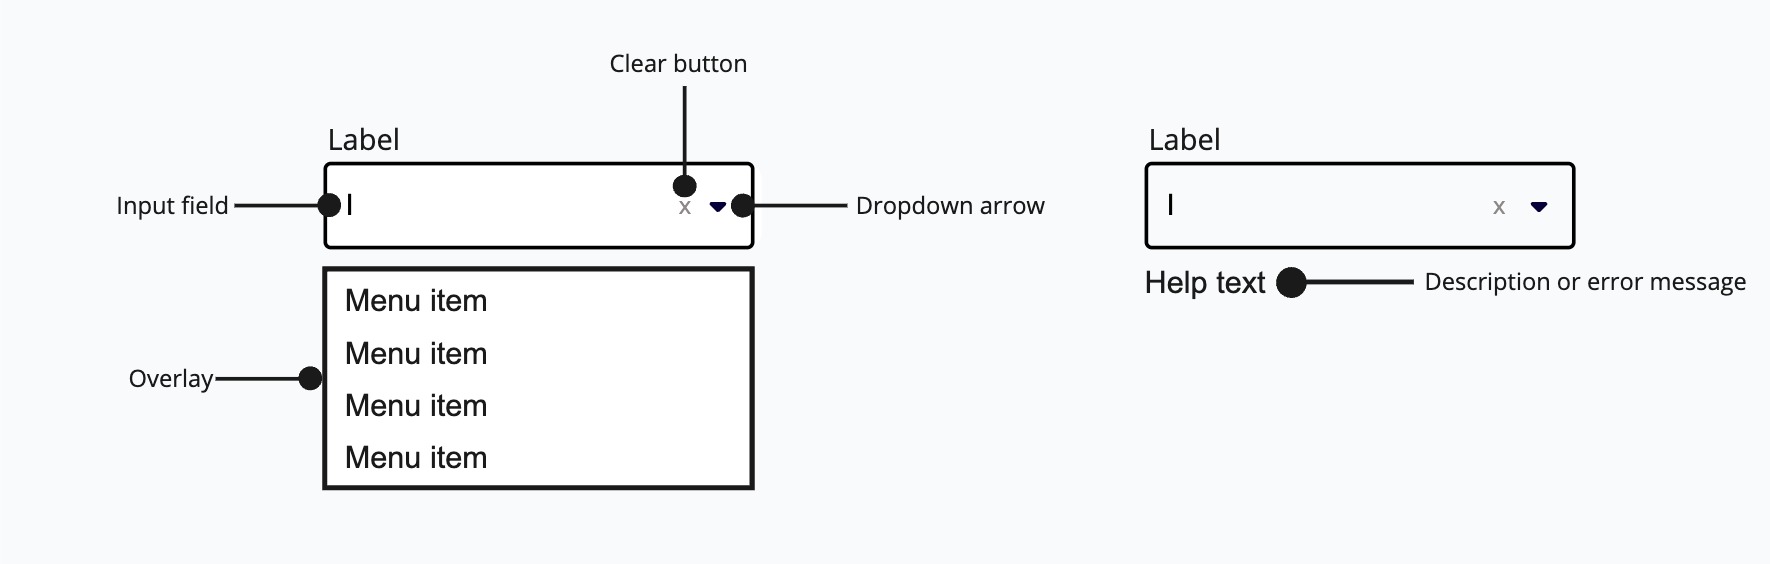 Clear button
Label
Input field
x
Dropdown arrow
Menu item
Menu item
Menu item
Menu item
Overlay
Label
x
Help text
Description or error message